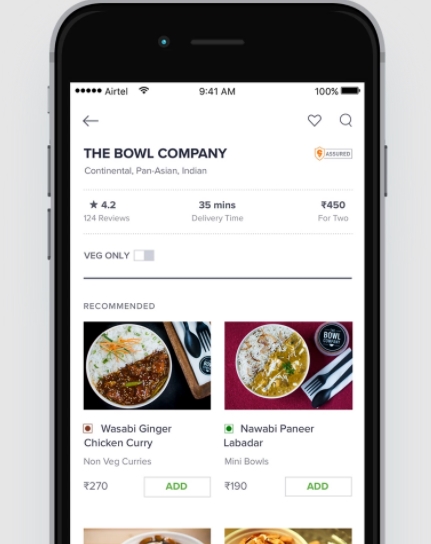 Airtel 9:41 AM 100%
THE BOWL COMPANY
ASSURED
Continental, Pan-Asian, Indian
★ 4.2 35 mins ₹450
124 Reviews Delivery Time For Two
VEG ONLY
RECOMMENDED
BOWL
COMPANY
Wasabi Ginger
Chicken Curry
Nawabi Paneer
Labadar
Non Veg Curries Mini Bowls
₹270 ADD ₹190 ADD